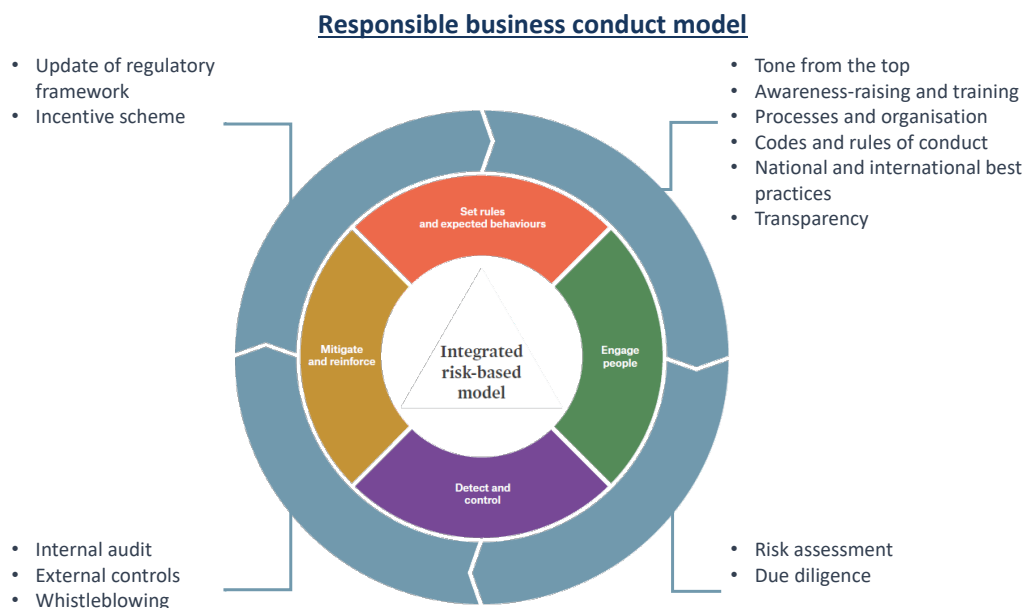 Responsible business conduct model
• Update of regulatory
framework
• Incentive scheme
• Tone from the top
• Awareness-raising and training
• Processes and organisation
• Codes and rules of conduct
• National and international best
practices
• Transparency
Set rules
and expected behaviours
Mitigate
and reinforce
Integrated
risk-based
model
Engage
people
Detect and
control
• Internal audit
• External controls
• Whistleblowing
• Risk assessment
• Due diligence